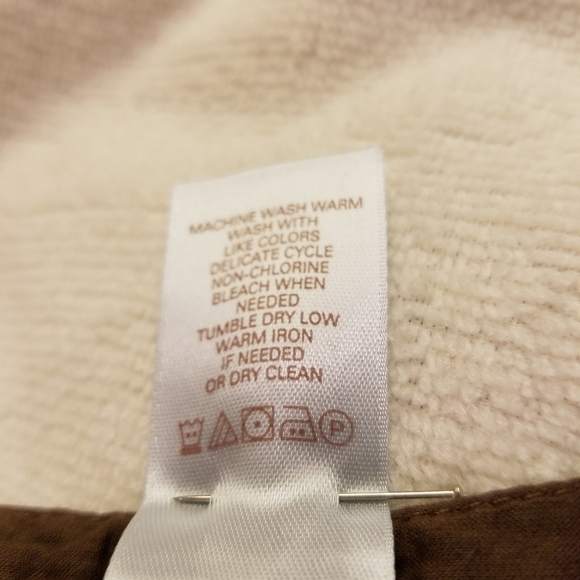 MACHINE WASH WARM
WASH WITH
LIKE COLORS
DELICATE CYCLE
NON-CHLORINE
BLEACH WHEN
NEEDED
TUMBLE DRY LOW
WARM IRON
IF NEEDED
OR DRY CLEAN
P